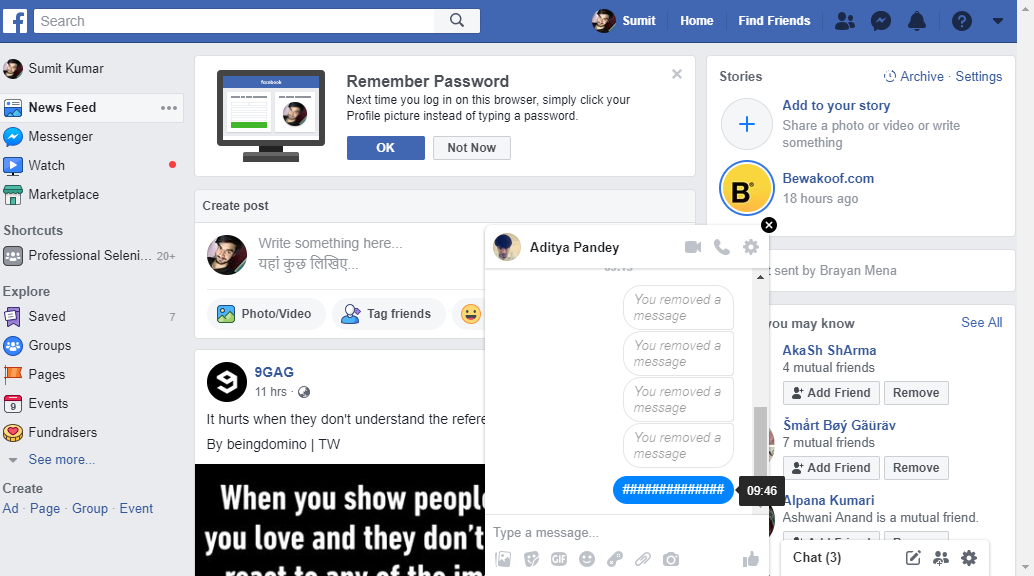 Search
Sumit
Home
Find Friends
Sumit Kumar
News Feed
Messenger
Watch
Marketplace
Shortcuts
Professional Seleni... 20+
Explore
Saved 7
Groups
Pages
Events
Fundraisers
See more...
Create
Ad · Page · Group · Event
facebook
Remember Password
Next time you log in on this browser, simply click your
Profile picture instead of typing a password.
OK
Not Now
Create post
Write something here...
यहां कुछ लिखिए...
Photo/Video
Tag friends
9GAG
11 hrs ·
It hurts when they don't understand the refere
By beingdomino | TW
When you show people
you love and they don't
react to any of the im
Aditya Pandey
You removed a
message
You removed a
message
You removed a
message
You removed a
message
##############
09:46
Type a message...
GIF
Stories
Archive · Settings
Add to your story
Share a photo or video or write
something
B
Bewakoof.com
18 hours ago
sent by Brayan Mena
you may know
See All
AkaSh ShArma
4 mutual friends
Add Friend
Remove
Šmårt Bøý Gäüräv
7 mutual friends
Add Friend
Remove
Alpana Kumari
Ashwani Anand is a mutual friend.
Chat (3)